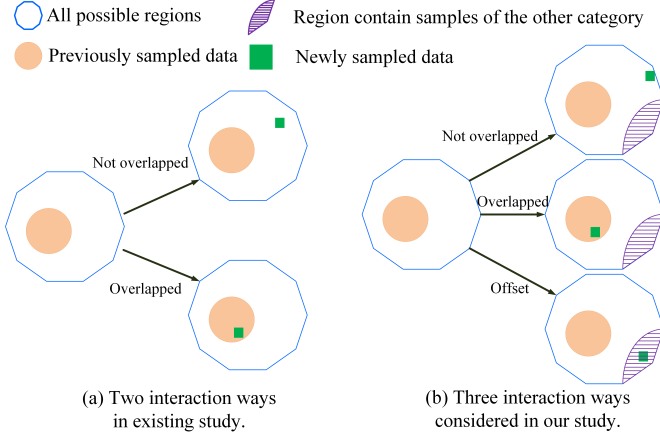 All possible regions
Region contain samples of the other category
Previously sampled data
Newly sampled data
Not overlapped
Overlapped
(a) Two interaction ways
in existing study.
Not overlapped
Overlapped
Offset
(b) Three interaction ways
considered in our study.